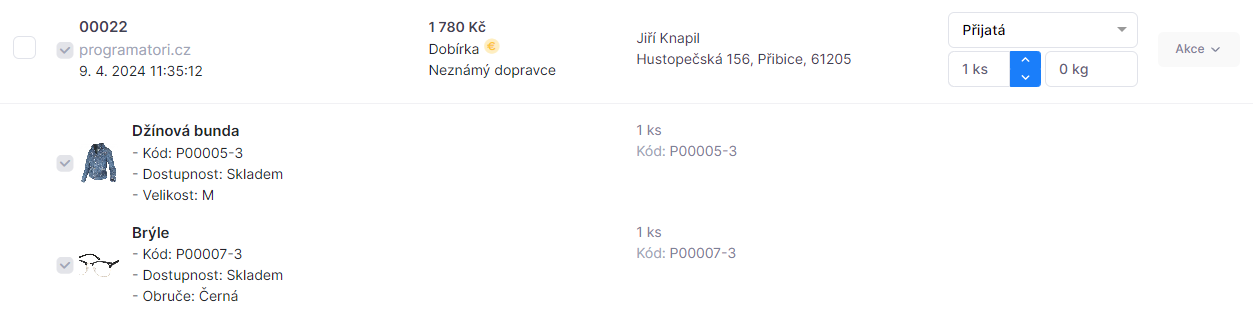 00022
programatori.cz
9. 4. 2024 11:35:12
1 780 Kč
Dobírka €
Neznámý dopravce
Jiří Knapil
Hustopečská 156, Přibice, 61205
Přijatá
1 ks
0 kg
Akce
Džínová bunda
- Kód: P00005-3
- Dostupnost: Skladem
- Velikost: M
1 ks
Kód: P00005-3
Brýle
- Kód: P00007-3
- Dostupnost: Skladem
- Obruče: Černá
1 ks
Kód: P00007-3